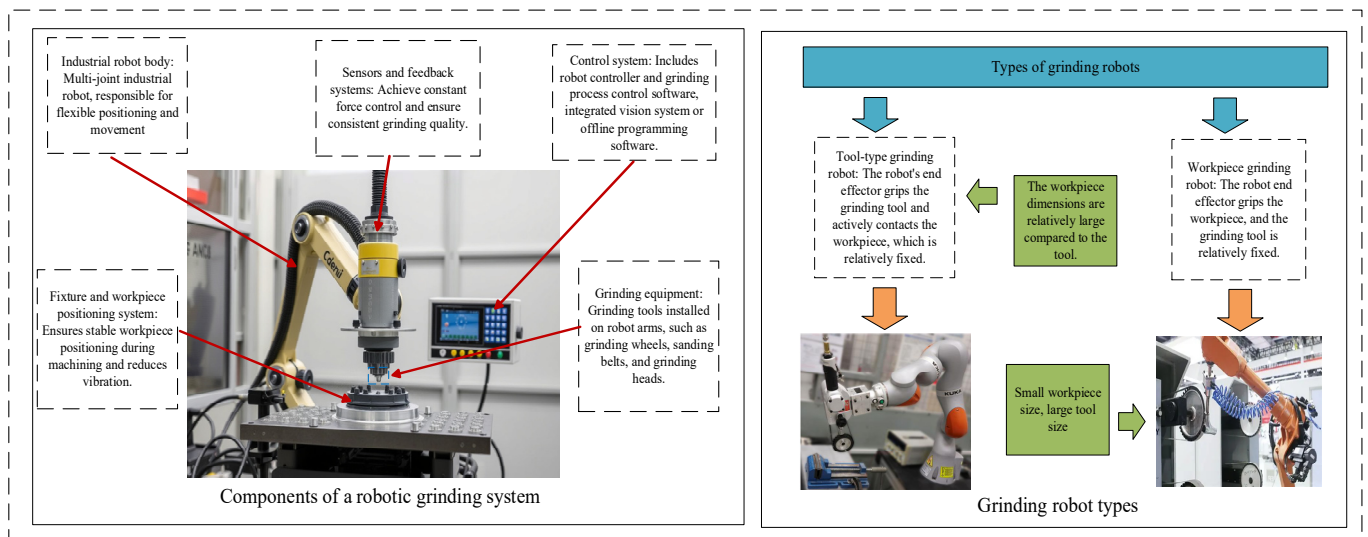 Industrial robot body:
Multi-joint industrial
robot, responsible for
flexible positioning and
movement
Sensors and feedback
systems: Achieve constant
force control and ensure
consistent grinding quality.
Control system: Includes
robot controller and grinding
process control software,
integrated vision system or
offline programming
software.
Fixture and workpiece
positioning system:
Ensures stable workpiece
positioning during
machining and reduces
vibration.
Grinding equipment:
Grinding tools installed
on robot arms, such as
grinding wheels, sanding
belts, and grinding
heads.
Components of a robotic grinding system
Types of grinding robots
Tool-type grinding
robot: The robot's end
effector grips the
grinding tool and
actively contacts the
workpiece, which is
relatively fixed.
The workpiece
dimensions are
relatively large
compared to the
tool.
Workpiece grinding
robot: The robot end
effector grips the
workpiece, and the
grinding tool is
relatively fixed.
KUKA
Small workpiece
size, large tool
size
Grinding robot types